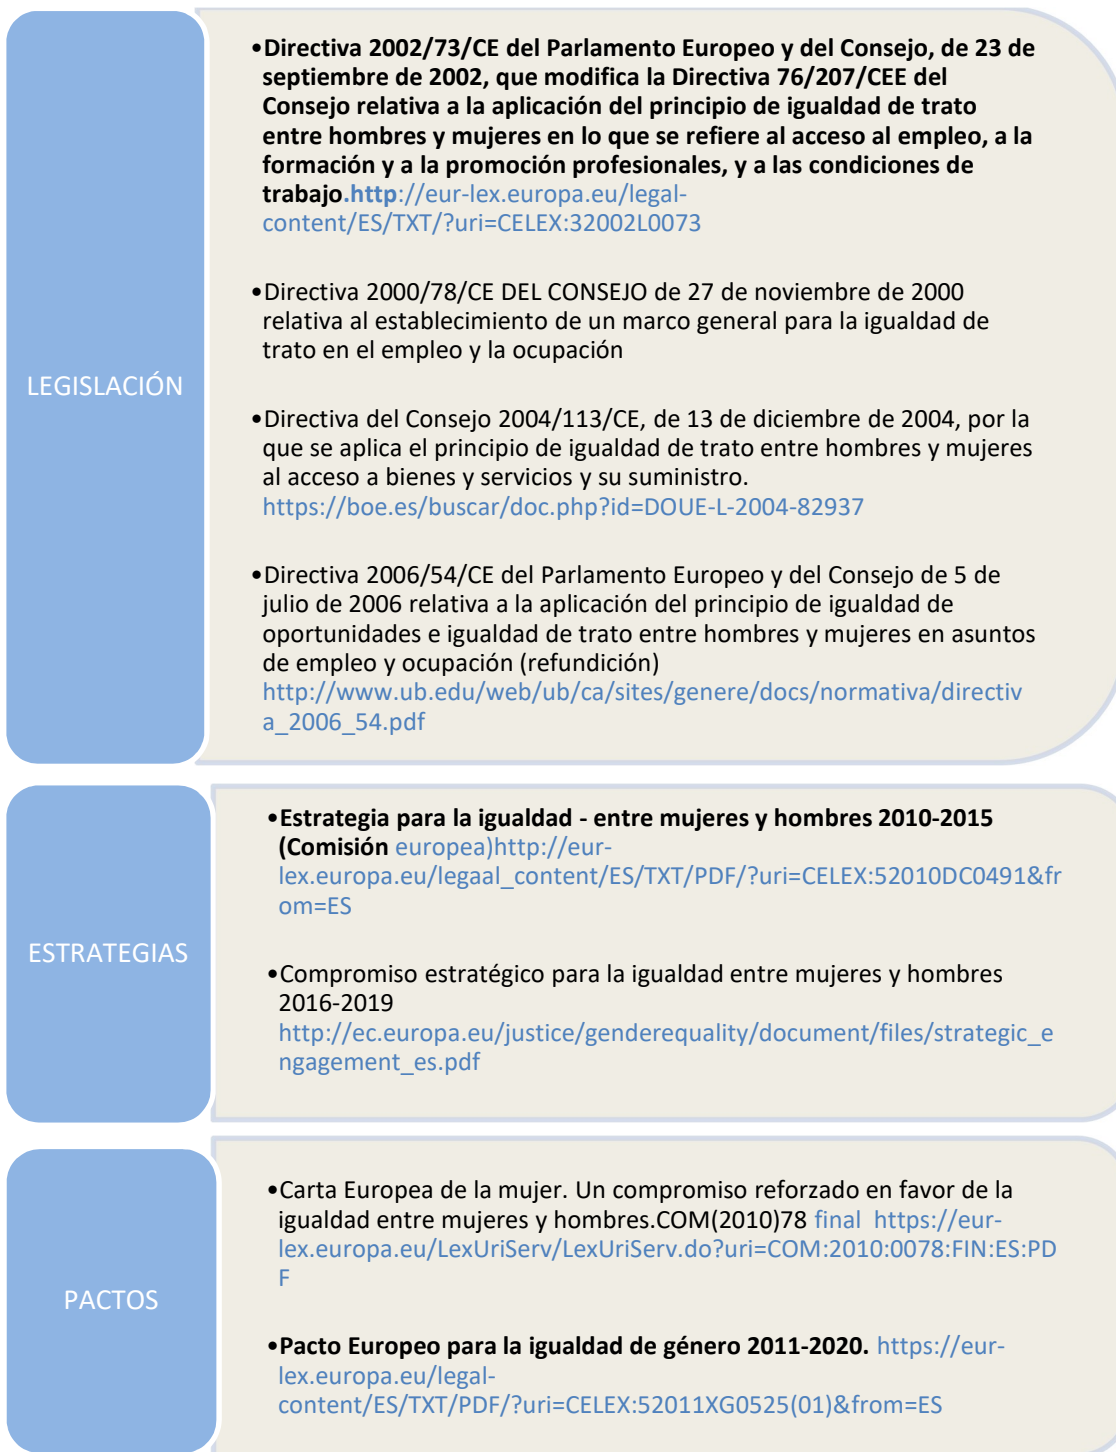 LEGISLACIÓN
•Directiva 2002/73/CE del Parlamento Europeo y del Consejo, de 23 de
septiembre de 2002, que modifica la Directiva 76/207/CEE del
Consejo relativa a la aplicación del principio de igualdad de trato
entre hombres y mujeres en lo que se refiere al acceso al empleo, a la
formación y a la promoción profesionales, y a las condiciones de
trabajo.http://eur-lex.europa.eu/legal-
content/ES/TXT/?uri=CELEX:32002L0073
•Directiva 2000/78/CE DEL CONSEJO de 27 de noviembre de 2000
relativa al establecimiento de un marco general para la igualdad de
trato en el empleo y la ocupación
•Directiva del Consejo 2004/113/CE, de 13 de diciembre de 2004, por la
que se aplica el principio de igualdad de trato entre hombres y mujeres
al acceso a bienes y servicios y su suministro.
https://boe.es/buscar/doc.php?id=DOUE-L-2004-82937
•Directiva 2006/54/CE del Parlamento Europeo y del Consejo de 5 de
julio de 2006 relativa a la aplicación del principio de igualdad de
oportunidades e igualdad de trato entre hombres y mujeres en asuntos
de empleo y ocupación (refundición)
http://www.ub.edu/web/ub/ca/sites/genere/docs/normativa/directiv
a_2006_54.pdf
ESTRATEGIAS
•Estrategia para la igualdad - entre mujeres y hombres 2010-2015
(Comisión europea)http://eur-
lex.europa.eu/legaal_content/ES/TXT/PDF/?uri=CELEX:52010DC0491&fr
om=ES
•Compromiso estratégico para la igualdad entre mujeres y hombres
2016-2019
http://ec.europa.eu/justice/genderequality/document/files/strategic_e
ngagement_es.pdf
PACTOS
•Carta Europea de la mujer. Un compromiso reforzado en favor de la
igualdad entre mujeres y hombres.COM(2010)78 final https://eur-
lex.europa.eu/LexUriServ/LexUriServ.do?uri=COM:2010:0078:FIN:ES:PD
F
•Pacto Europeo para la igualdad de género 2011-2020. https://eur-
lex.europa.eu/legal-
content/ES/TXT/PDF/?uri=CELEX:52011XG0525(01)&from=ES